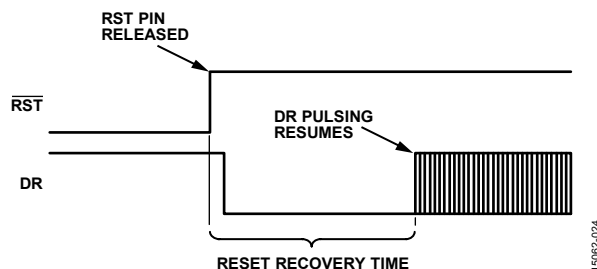 RST PIN
RELEASED
RST
DR PULSING
RESUMES
DR
RESET RECOVERY TIME
15062-024